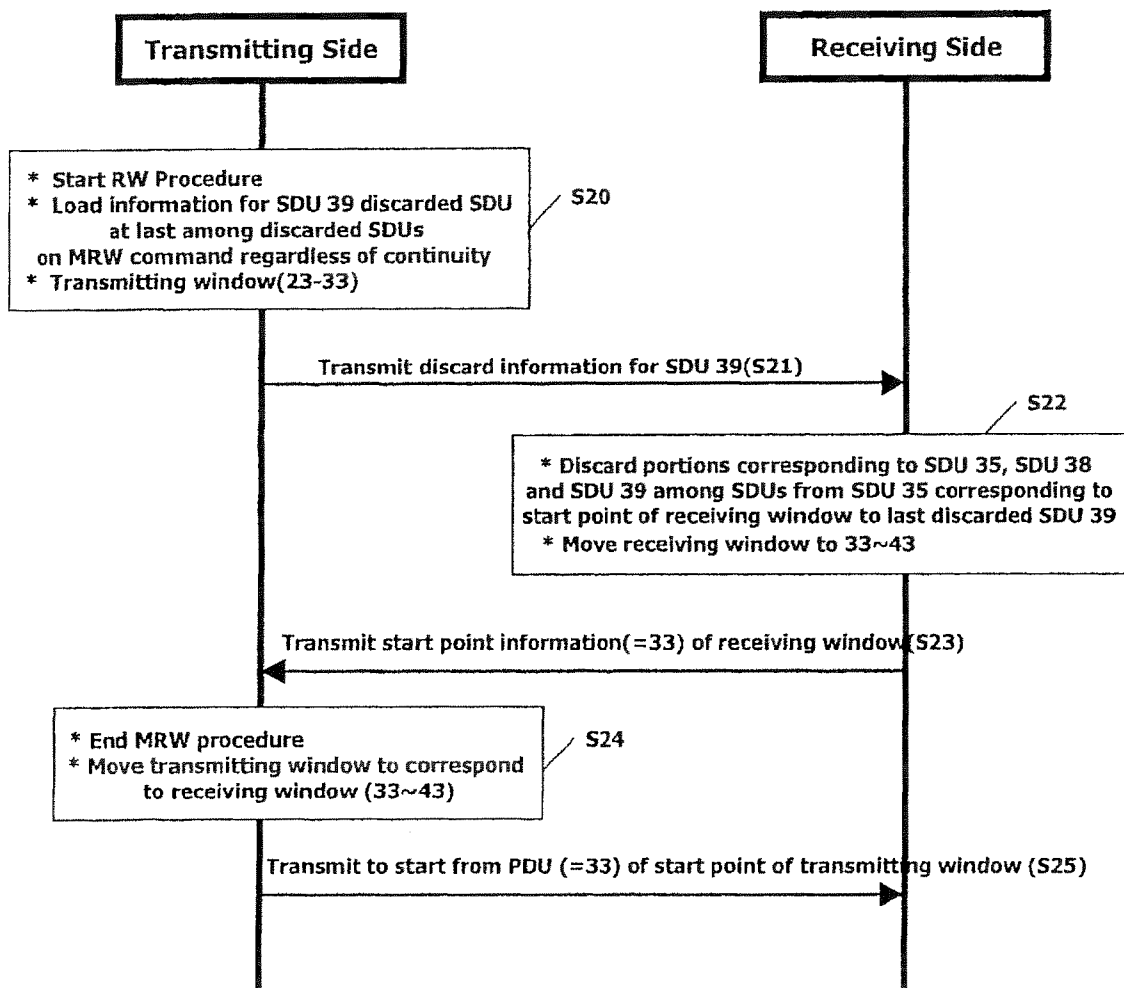 Transmitting Side
Receiving Side
* Start RW Procedure
* Load information for SDU 39 discarded SDU
at last among discarded SDUs
on MRW command regardless of continuity
* Transmitting window(23-33)
S20
Transmit discard information for SDU 39(S21)
S22
* Discard portions corresponding to SDU 35, SDU 38
and SDU 39 among SDUs from SDU 35 corresponding to
start point of receiving window to last discarded SDU 39
* Move receiving window to 33~43
Transmit start point information(=33) of receiving window(S23)
* End MRW procedure
* Move transmitting window to correspond
to receiving window (33~43)
S24
Transmit to start from PDU (=33) of start point of transmitting window (S25)